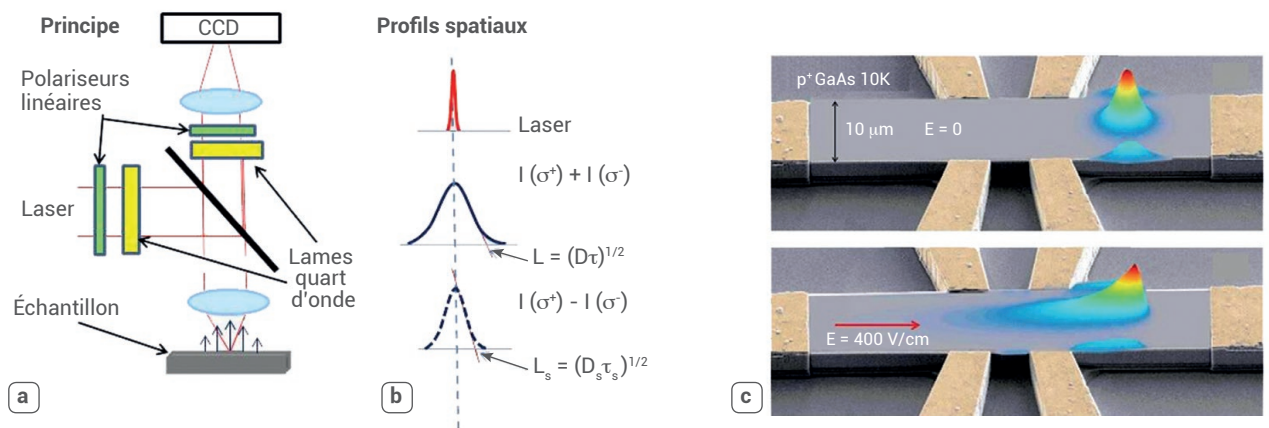 Principe
CCD
Polariseurs
linéaires
Laser
Lames
quart
d'onde
Échantillon
a
Profils spatiaux
Laser
I (σ⁺) + I (σ⁻)
L = (Dτ)¹/²
I (σ⁺) - I (σ⁻)
Lₛ = (Dₛτₛ)¹/²
b
p⁺ GaAs 10K
10 μm
E = 0
E = 400 V/cm
c